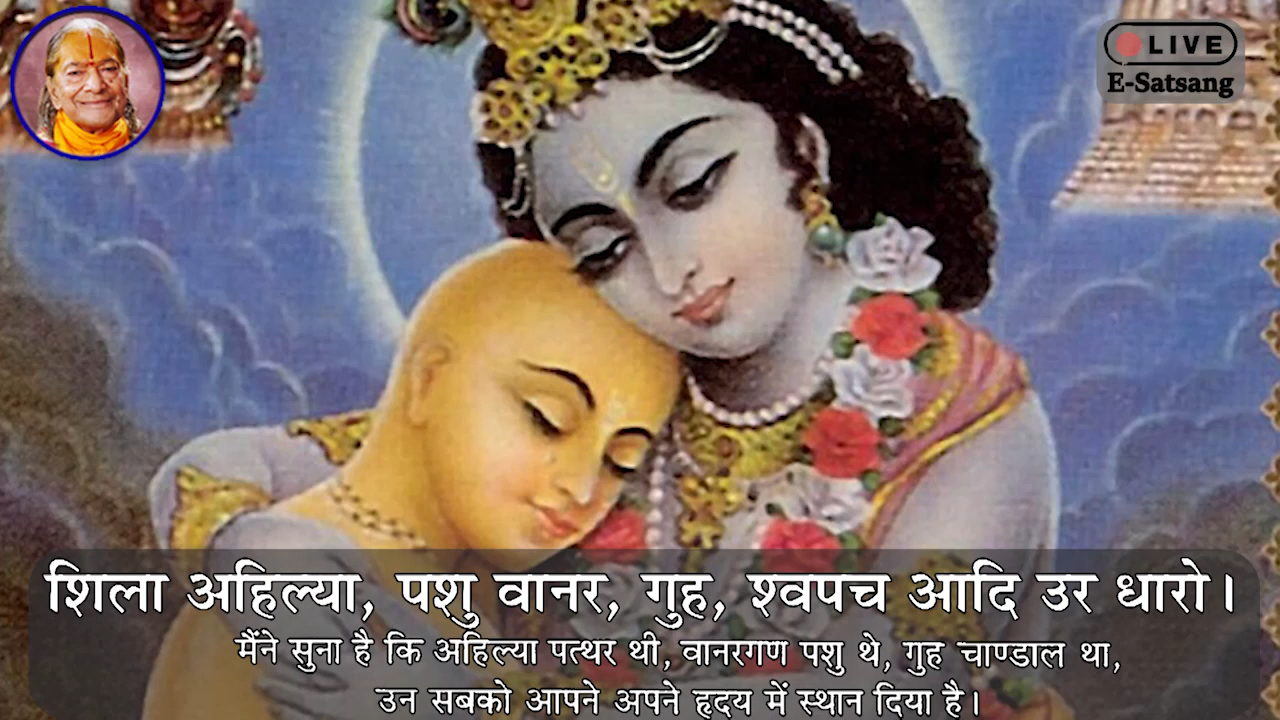 LIVE
E-Satsang
शिला अहिल्या, पशु वानर, गुह, श्वपच आदि उर धारो।
मैंने सुना है कि अहिल्या पत्थर थी, वानरगण पशु थे, गुह चाण्डाल था,
उन सबको आपने अपने हृदय में स्थान दिया है।